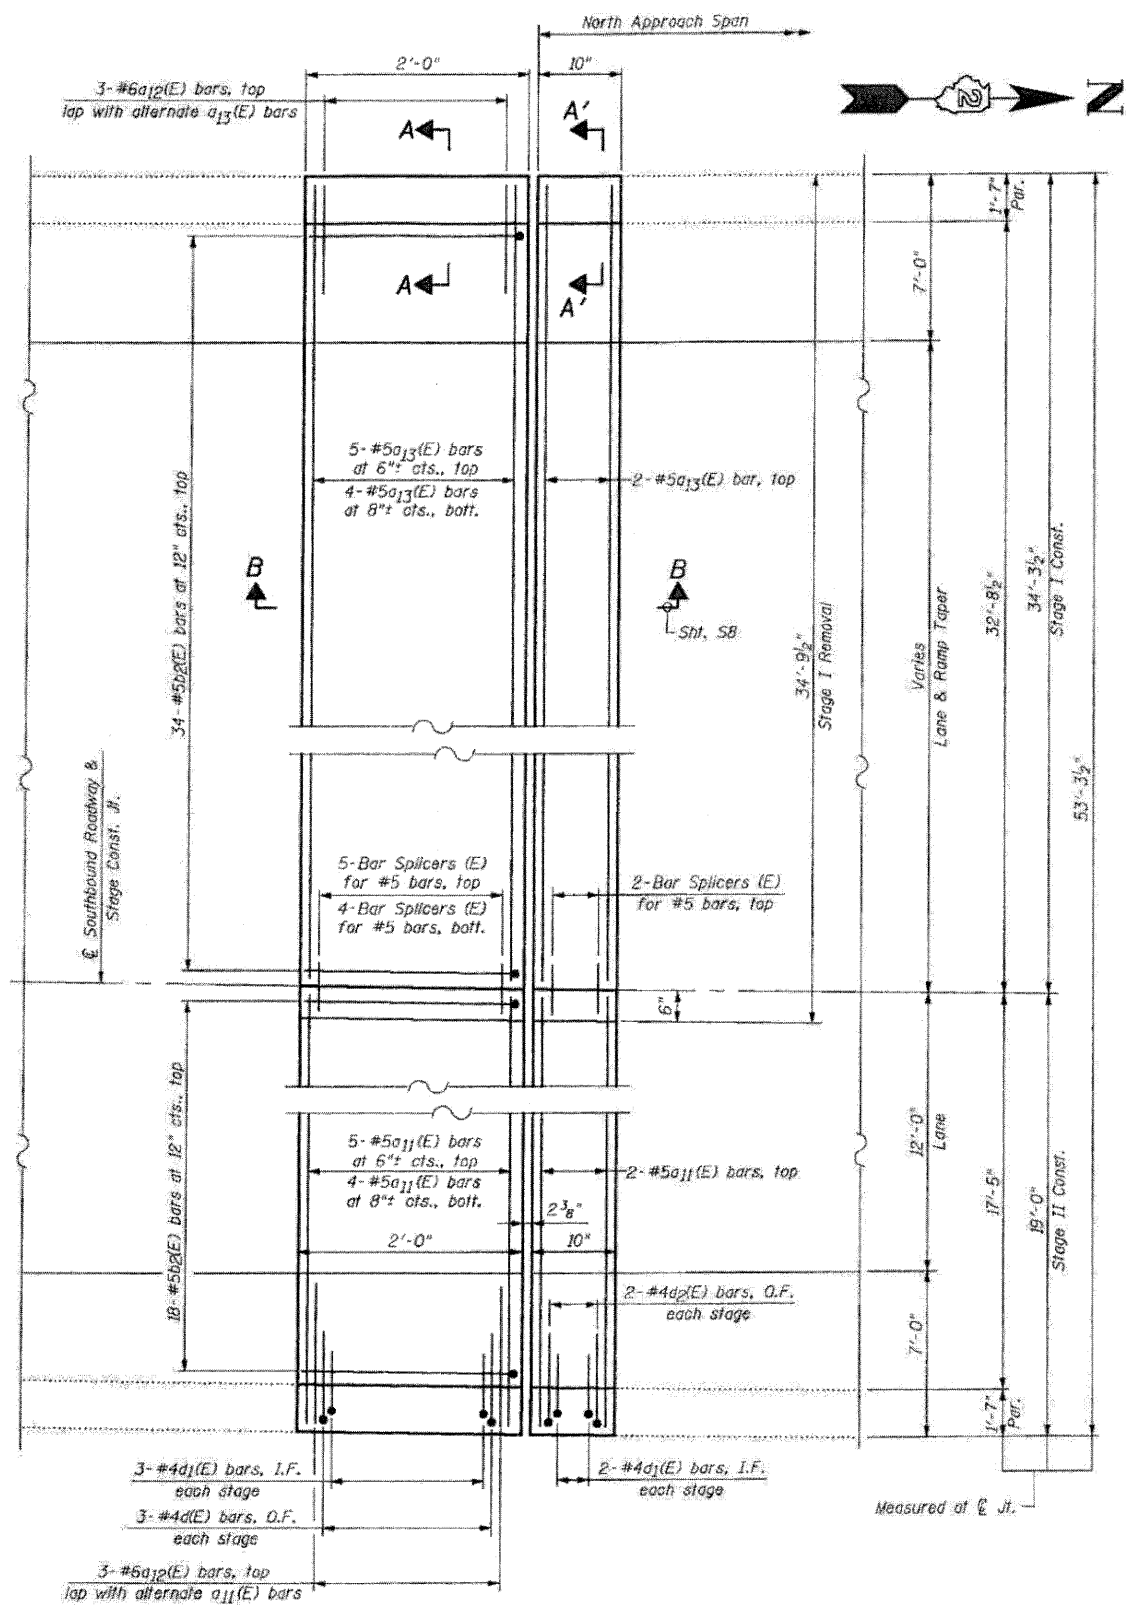 North Approach Span
2'-0"
10"
3-#6a12(E) bars, top
lap with alternate a13(E) bars
A
A'
2
N
1'-7"
Par.
7'-0"
A
A'
5-#5a13(E) bars
at 6"± cts., top
4-#5a13(E) bars
at 8"± cts., bott.
2-#5a13(E) bar, top
34-#5b2(E) bars at 12" cts., top
B
B
Sht. S8
34'-9½"
Stage I Removal
Varies
Lane & Ramp Taper
32'-8½"
34'-3½"
Stage I Const.
53'-3½"
℄ Southbound Roadway &
Stage Const. Jt.
5-Bar Splicers (E)
for #5 bars, top
4-Bar Splicers (E)
for #5 bars, bott.
2-Bar Splicers (E)
for #5 bars, top
6"
18-#5b2(E) bars at 12" cts., top
5-#5a11(E) bars
at 6"± cts., top
4-#5a11(E) bars
at 8"± cts., bott.
2-#5a11(E) bars, top
12'-0"
Lane
17'-5"
19'-0"
Stage II Const.
2⅜"
2'-0"
10"
2-#4d2(E) bars, O.F.
each stage
7'-0"
1'-7"
Par.
3-#4d1(E) bars, I.F.
each stage
2-#4d1(E) bars, I.F.
each stage
Measured at ℄ Jt.
3-#4d(E) bars, O.F.
each stage
3-#6a12(E) bars, top
lap with alternate a11(E) bars